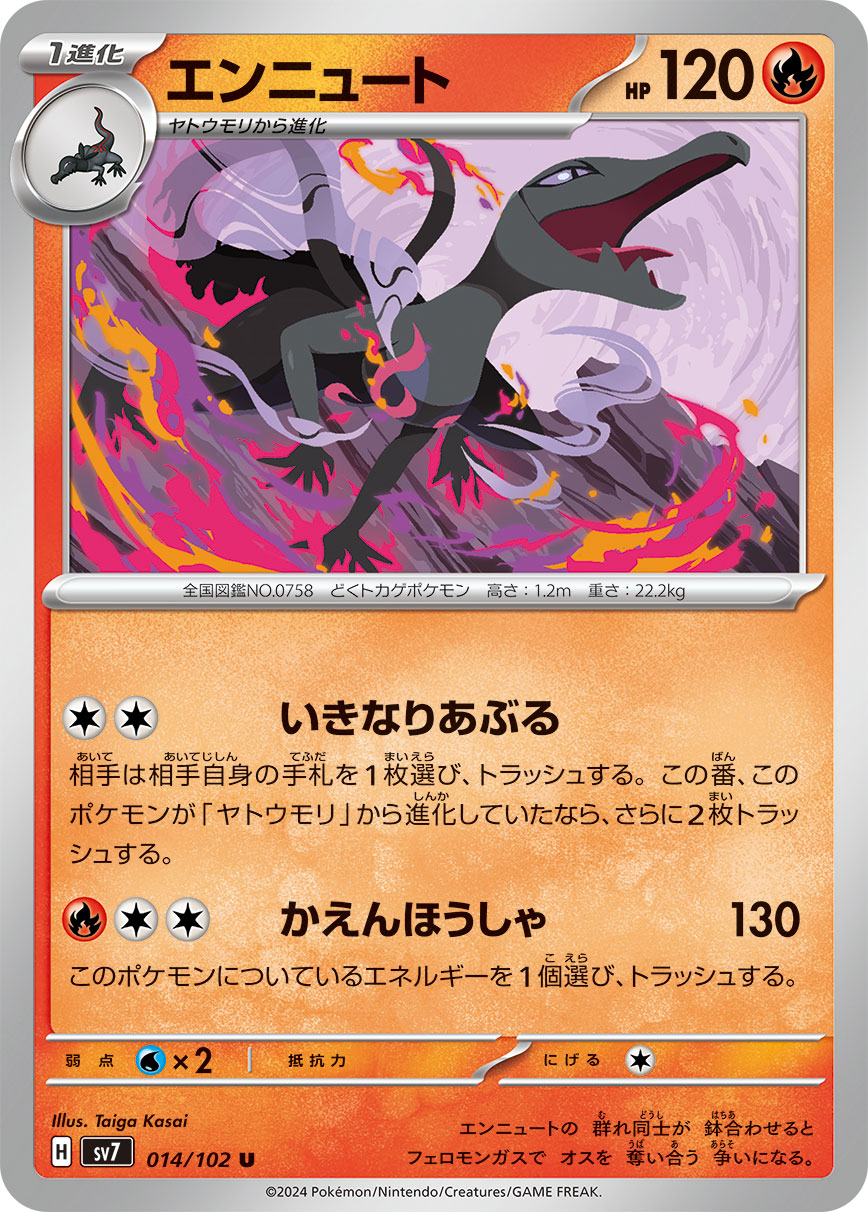 1進化
エンニュート
HP 120
ヤトウモリから進化
全国図鑑NO.0758 どくトカゲポケモン 高さ:1.2m 重さ:22.2kg
いきなりあぶる
相手は相手自身の手札を1枚選び、トラッシュする。この番、この
ポケモンが「ヤトウモリ」から進化していたなら、さらに2枚トラッ
シュする。
かえんほうしゃ 130
このポケモンについているエネルギーを1個選び、トラッシュする。
弱点 ×2 抵抗力 にげる
Illus. Taiga Kasai
H sv7 014/102 U
エンニュートの 群れ同士が 鉢合わせると
フェロモンガスで オスを 奪い合う 争いになる。
©2024 Pokémon/Nintendo/Creatures/GAME FREAK.